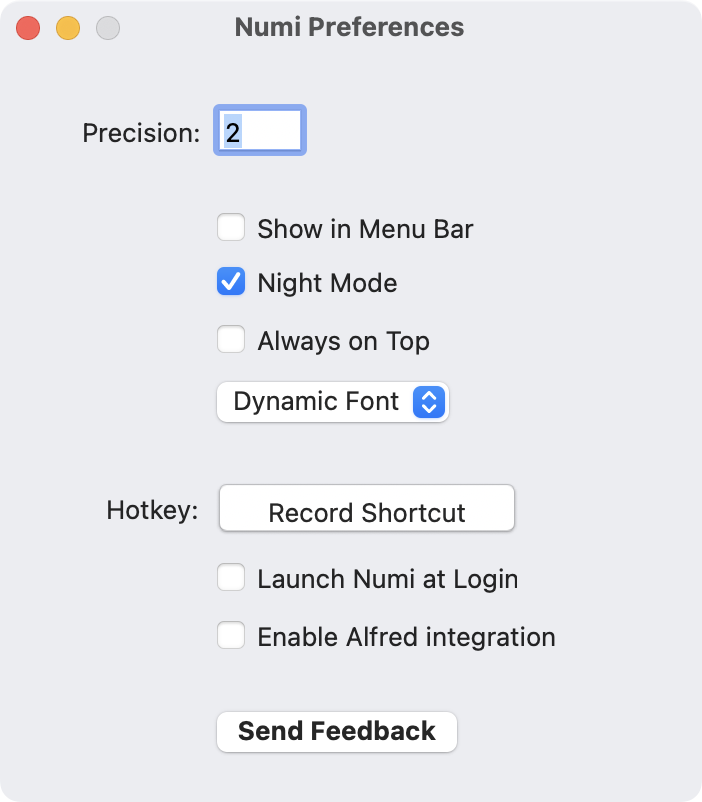 Numi Preferences
Precision: 2
Show in Menu Bar
Night Mode
Always on Top
Dynamic Font
Hotkey: Record Shortcut
Launch Numi at Login
Enable Alfred integration
Send Feedback